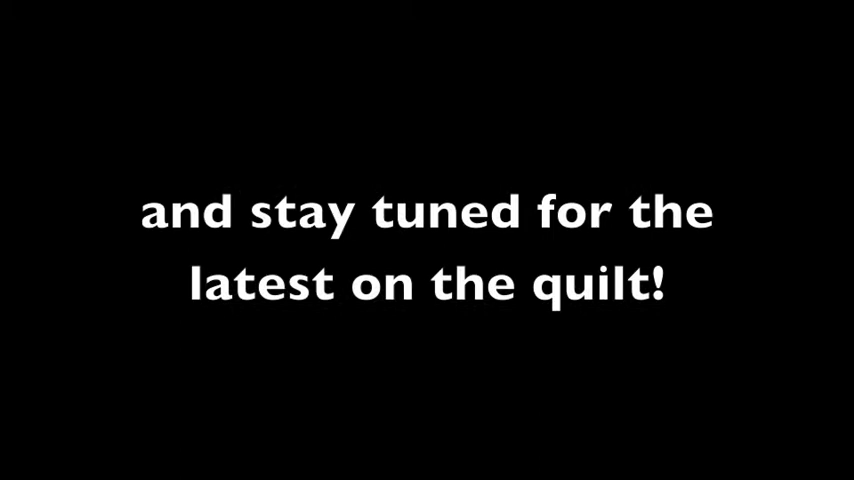 and stay tuned for the
latest on the quilt!